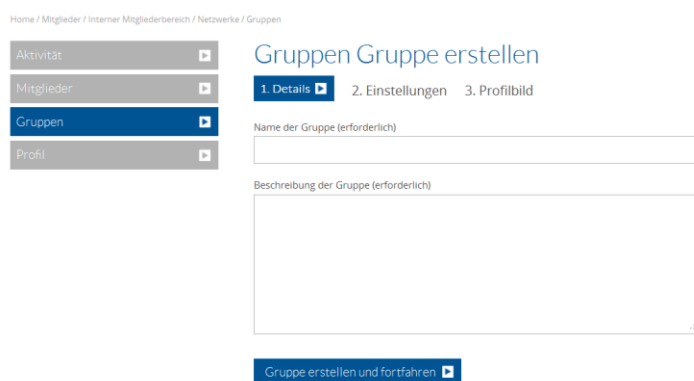 Home / Mitglieder / Interner Mitgliederbereich / Netzwerke / Gruppen
Aktivität
Mitglieder
Gruppen
Profil
Gruppen Gruppe erstellen
1. Details 2. Einstellungen 3. Profilbild
Name der Gruppe (erforderlich)
Beschreibung der Gruppe (erforderlich)
Gruppe erstellen und fortfahren